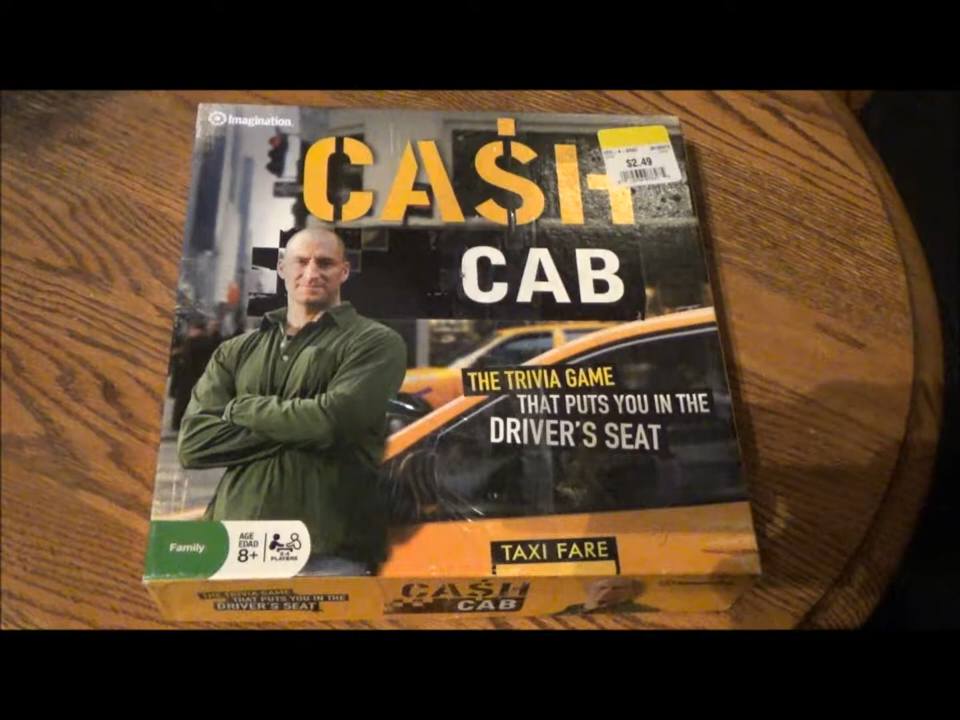 Imagination
CA$H
$2.49
CAB
THE TRIVIA GAME
THAT PUTS YOU IN THE
DRIVER'S SEAT
Family
AGE
EDAD
8+
PLAYERS
TAXI FARE
THE TRIVIA GAME
THAT PUTS YOU IN THE
DRIVER'S SEAT
CA$H
CAB